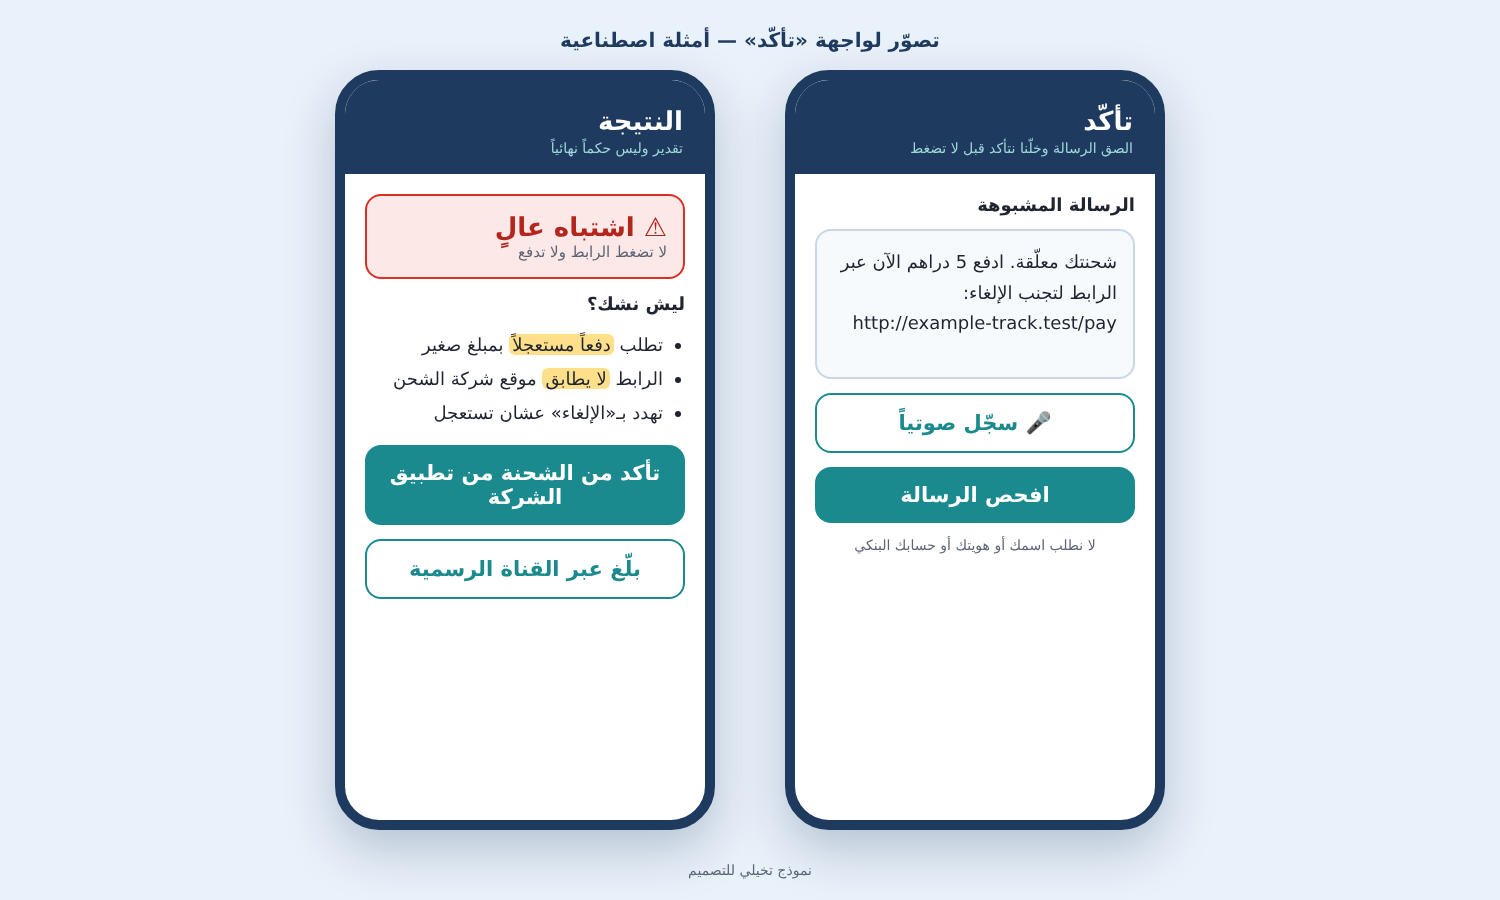 تصوّر لواجهة «تأكّد» — أمثلة اصطناعية
تأكّد
الصق الرسالة وخلّنا نتأكد قبل لا تضغط
الرسالة المشبوهة
شحنتك معلّقة. ادفع 5 دراهم الآن عبر
الرابط لتجنب الإلغاء:
http://example-track.test/pay
🎤 سجّل صوتياً
افحص الرسالة
لا نطلب اسمك أو هويتك أو حسابك البنكي
النتيجة
تقدير وليس حكماً نهائياً
⚠ اشتباه عالٍ
لا تضغط الرابط ولا تدفع
ليش نشك؟
• تطلب دفعاً مستعجلاً بمبلغ صغير
• الرابط لا يطابق موقع شركة الشحن
• تهدد بـ«الإلغاء» عشان تستعجل
تأكد من الشحنة من تطبيق
الشركة
بلّغ عبر القناة الرسمية
نموذج تخيلي للتصميم